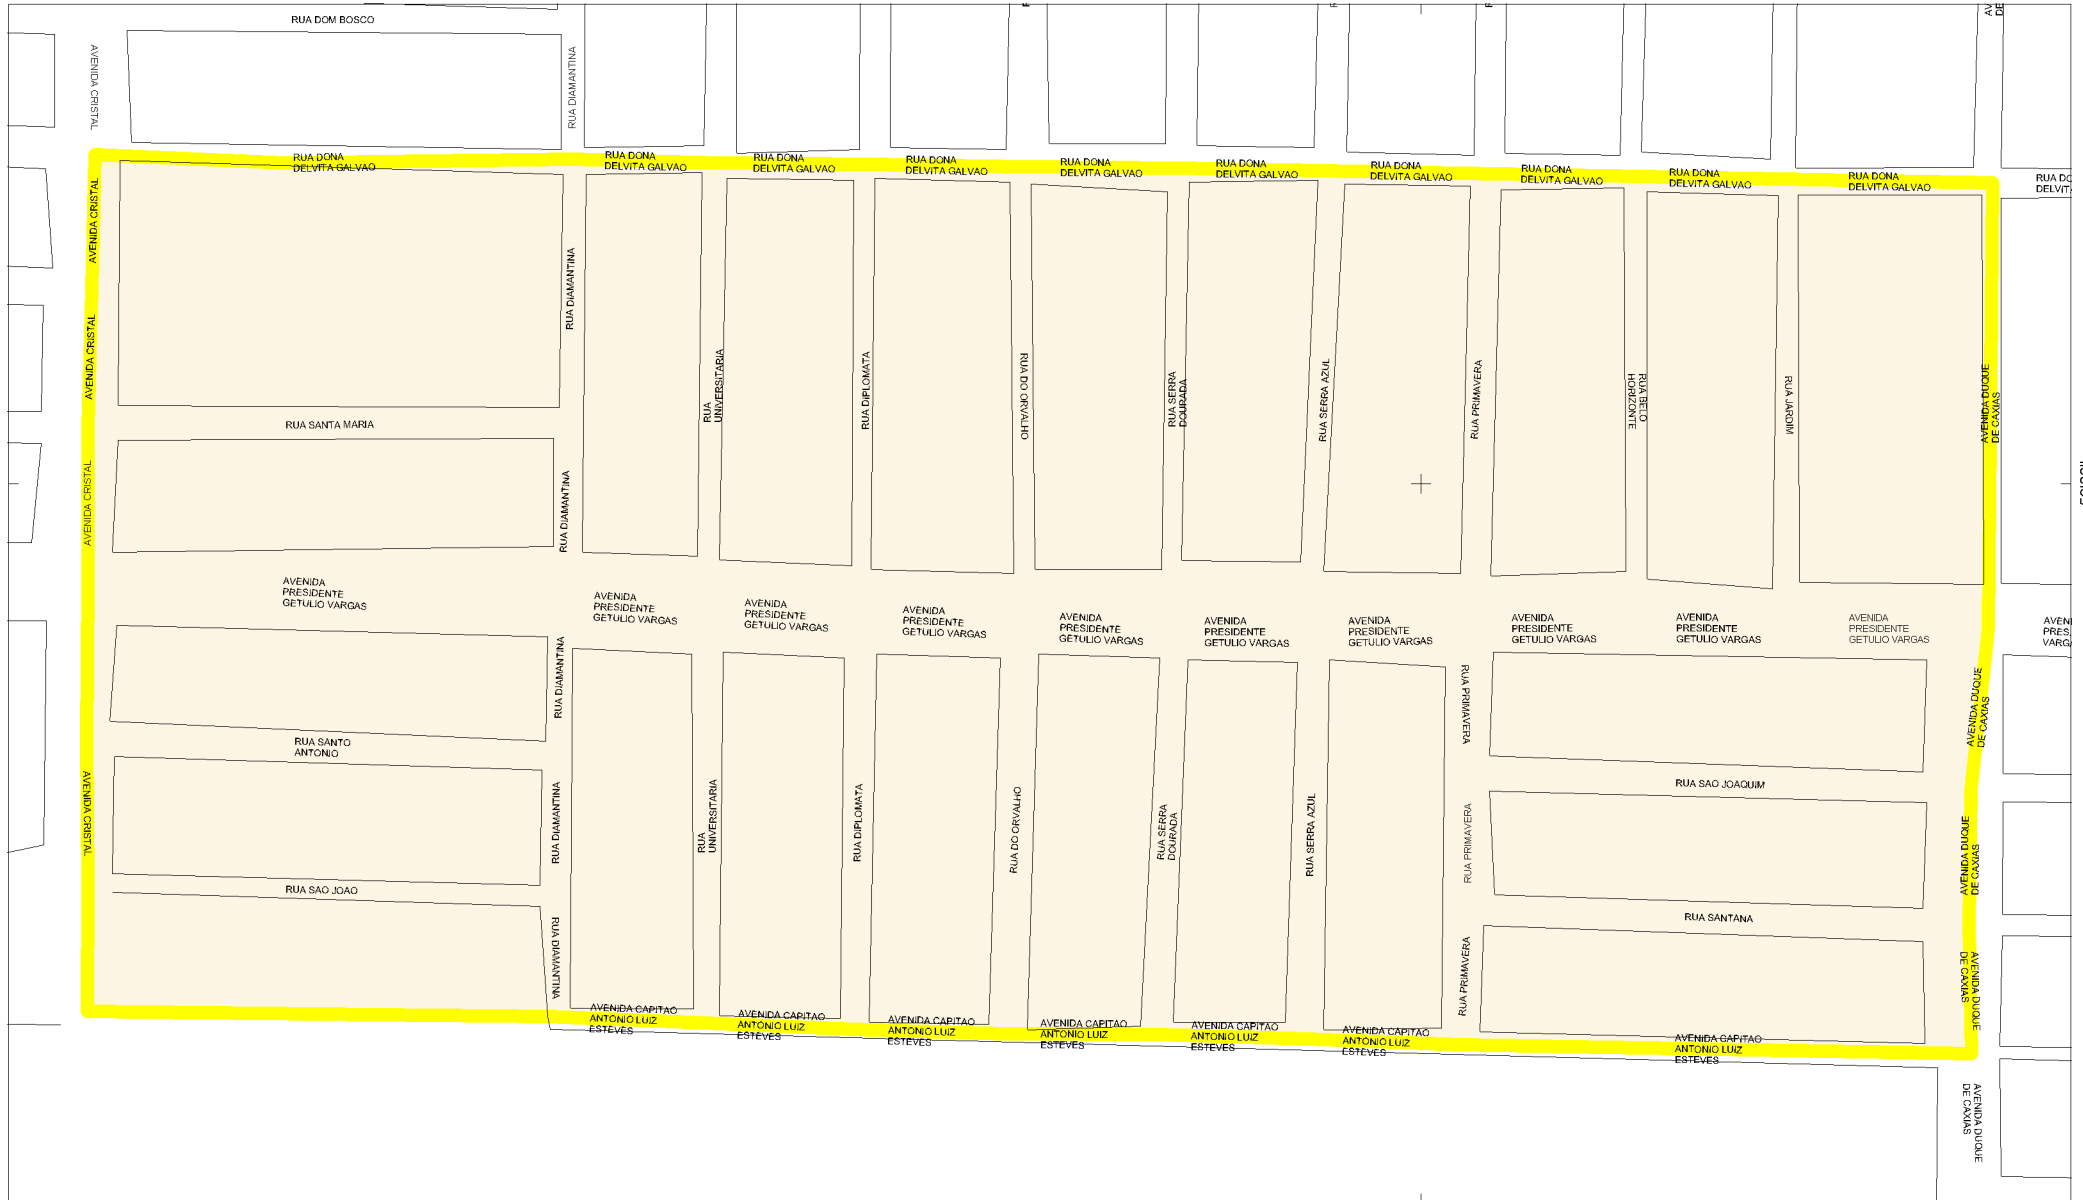 RUA DOM BOSCO
AVENIDA CRISTAL
RUA DIAMANTINA
RUA DONA
DELVITA GALVAO
RUA DONA
DELVITA GALVAO
RUA DONA
DELVITA GALVAO
RUA DONA
DELVITA GALVAO
RUA DONA
DELVITA GALVAO
RUA DONA
DELVITA GALVAO
RUA DONA
DELVITA GALVAO
RUA DONA
DELVITA GALVAO
RUA DONA
DELVITA GALVAO
RUA DONA
DELVITA GALVAO
AVENIDA CRISTAL
RUA DIAMANTINA
AVENIDA CRISTAL
RUA
UNIVERSITARIA
RUA DIPLOMATA
RUA DO ORVALHO
RUA SERRA
DOURADA
RUA SERRA AZUL
RUA PRIMAVERA
RUA BELO
HORIZONTE
RUA JARDIM
AVENIDA DUQUE
DE CAXIAS
RUA SANTA MARIA
AVENIDA CRISTAL
RUA DIAMANTINA
AVENIDA
PRESIDENTE
GETULIO VARGAS
AVENIDA
PRESIDENTE
GETULIO VARGAS
AVENIDA
PRESIDENTE
GETULIO VARGAS
AVENIDA
PRESIDENTE
GETULIO VARGAS
AVENIDA
PRESIDENTE
GETULIO VARGAS
AVENIDA
PRESIDENTE
GETULIO VARGAS
AVENIDA
PRESIDENTE
GETULIO VARGAS
AVENIDA
PRESIDENTE
GETULIO VARGAS
AVENIDA
PRESIDENTE
GETULIO VARGAS
AVENIDA
PRESIDENTE
GETULIO VARGAS
RUA DIAMANTINA
RUA PRIMAVERA
AVENIDA DUQUE
DE CAXIAS
RUA SANTO
ANTONIO
RUA SAO JOAQUIM
AVENIDA CRISTAL
RUA DIAMANTINA
RUA
UNIVERSITARIA
RUA DIPLOMATA
RUA DO ORVALHO
RUA SERRA
DOURADA
RUA SERRA AZUL
RUA PRIMAVERA
AVENIDA DUQUE
DE CAXIAS
RUA SAO JOAO
RUA SANTANA
RUA DIAMANTINA
RUA PRIMAVERA
AVENIDA DUQUE
DE CAXIAS
AVENIDA CAPITAO
ANTONIO LUIZ
ESTEVES
AVENIDA CAPITAO
ANTONIO LUIZ
ESTEVES
AVENIDA CAPITAO
ANTONIO LUIZ
ESTEVES
AVENIDA CAPITAO
ANTONIO LUIZ
ESTEVES
AVENIDA CAPITAO
ANTONIO LUIZ
ESTEVES
AVENIDA CAPITAO
ANTONIO LUIZ
ESTEVES
AVENIDA CAPITAO
ANTONIO LUIZ
ESTEVES
AVENIDA DUQUE
DE CAXIAS